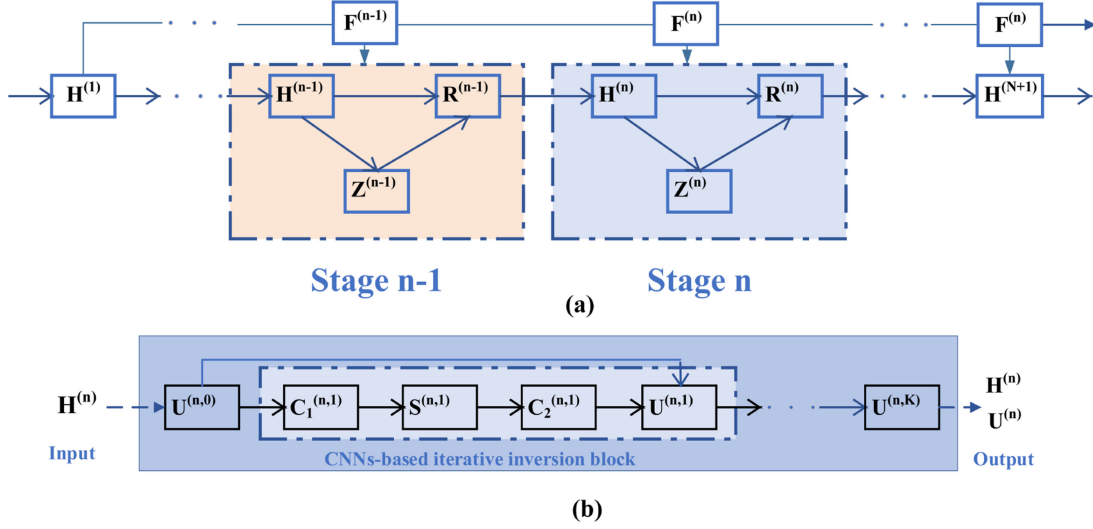 F^(n-1) F^(n) F^(n)
H^(1) H^(n-1) R^(n-1) H^(n) R^(n) H^(N+1)
Z^(n-1) Z^(n)
Stage n-1 Stage n
(a)
H^(n) U^(n,0) C₁^(n,1) S^(n,1) C₂^(n,1) U^(n,1) U^(n,K) H^(n)
U^(n)
Input CNNs-based iterative inversion block Output
(b)